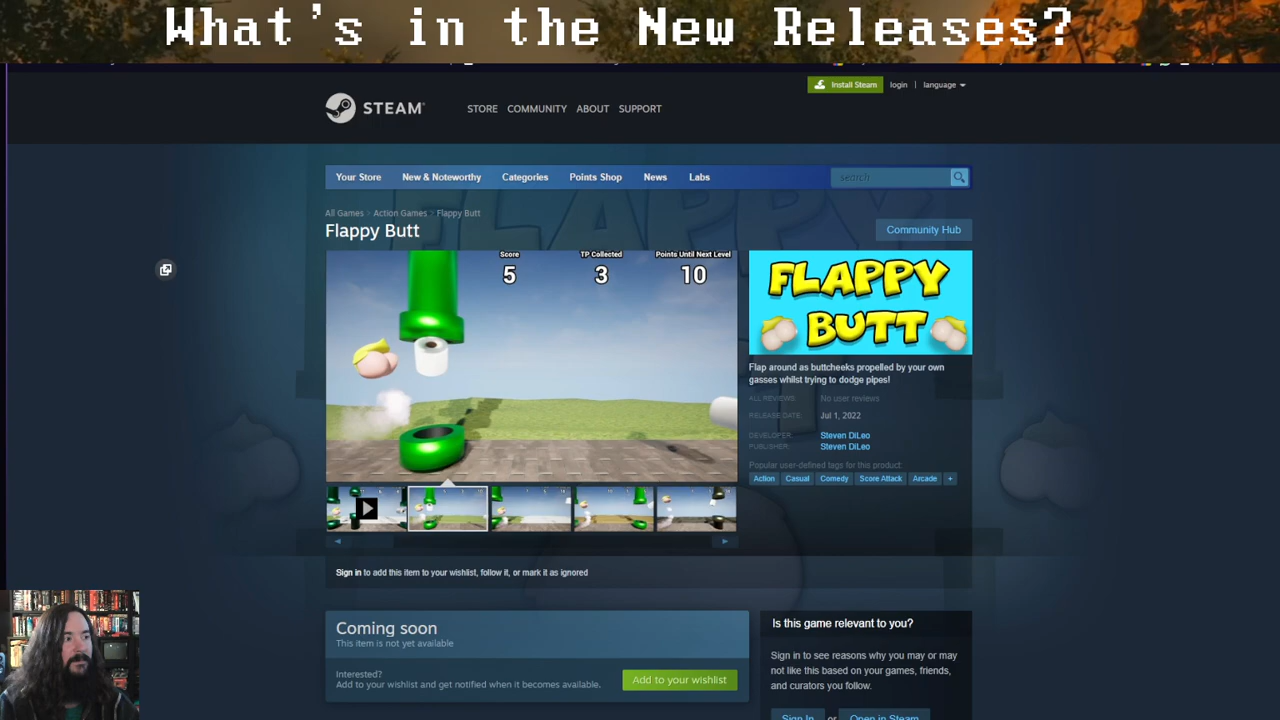 What's in the New Releases?
Install Steam login | language
STEAM®
STORE COMMUNITY ABOUT SUPPORT
Your Store New & Noteworthy Categories Points Shop News Labs search
All Games > Action Games > Flappy Butt
Flappy Butt
Community Hub
Score TP Collected Points Until Next Level
5 3 10
FLAPPY
BUTT
Flap around as buttcheeks propelled by your own
gasses whilst trying to dodge pipes!
ALL REVIEWS: No user reviews
RELEASE DATE: Jul 1, 2022
DEVELOPER: Steven DiLeo
PUBLISHER: Steven DiLeo
Popular user-defined tags for this product:
Action Casual Comedy Score Attack Arcade +
Sign in to add this item to your wishlist, follow it, or mark it as ignored
Coming soon
This item is not yet available
Interested?
Add to your wishlist and get notified when it becomes available.
Add to your wishlist
Is this game relevant to you?
Sign in to see reasons why you may or may
not like this based on your games, friends,
and curators you follow.
Sign In or Open in Steam